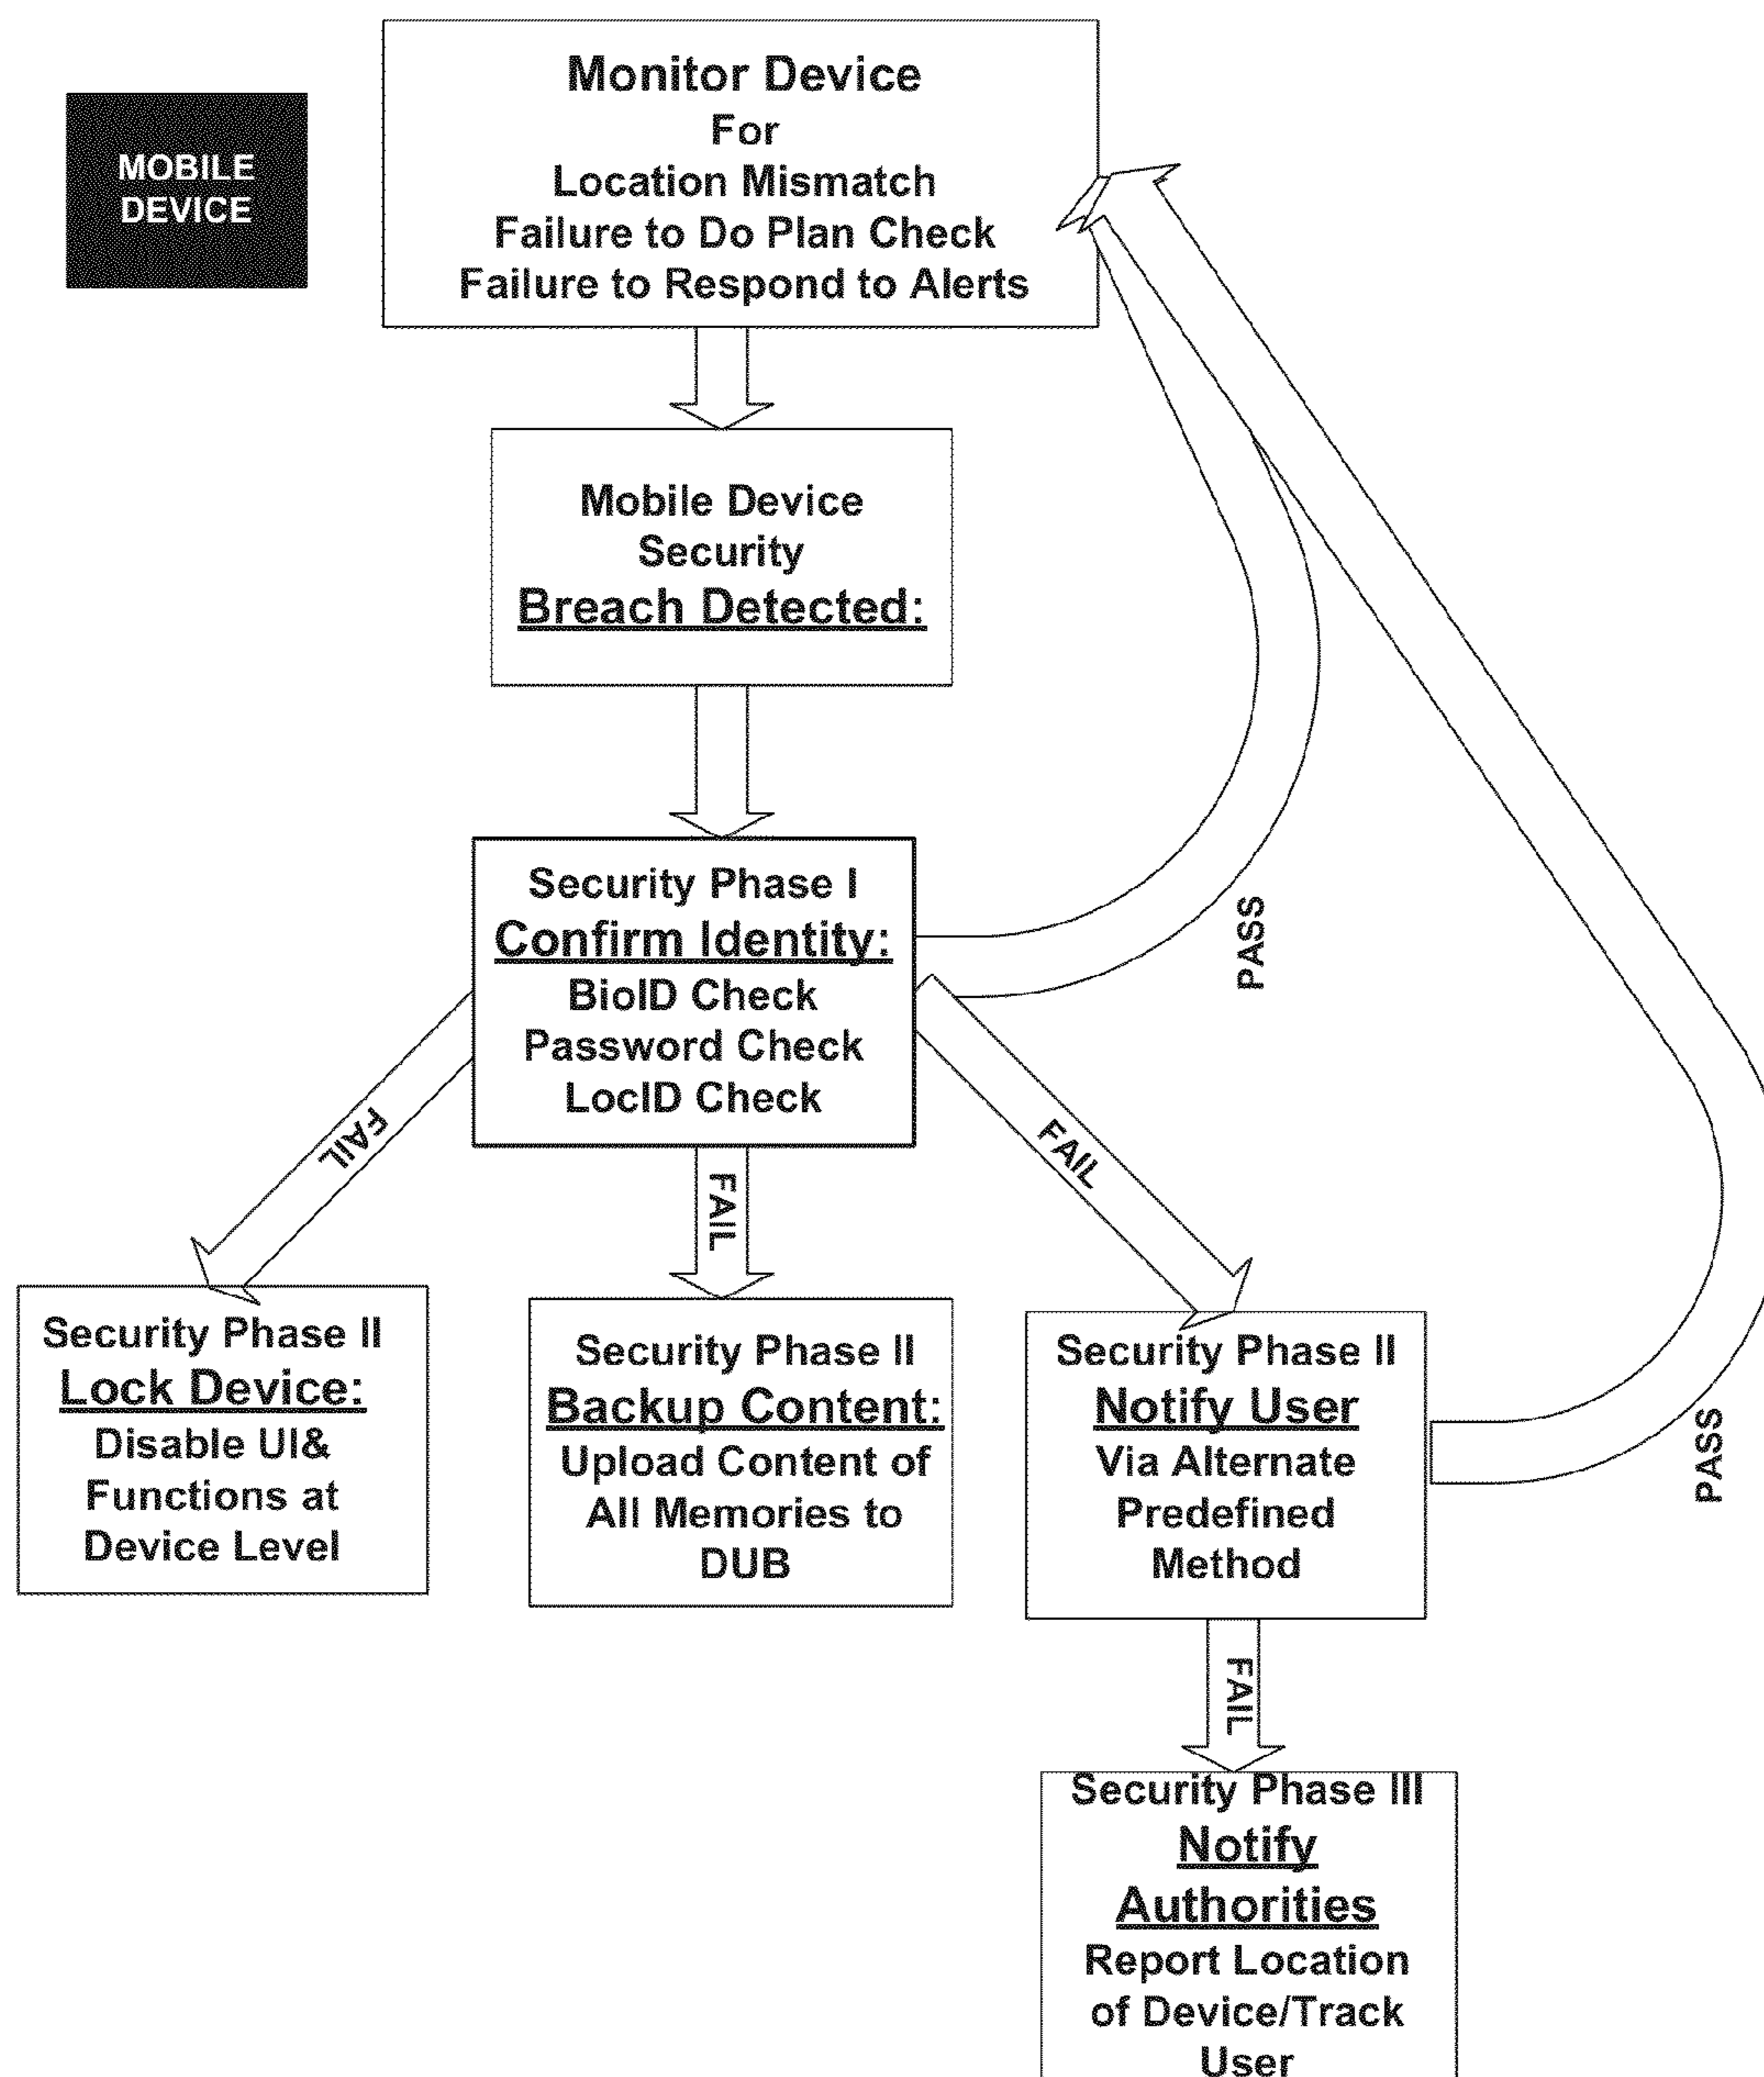 MOBILE
DEVICE
Monitor Device
For
Location Mismatch
Failure to Do Plan Check
Failure to Respond to Alerts
Mobile Device
Security
Breach Detected:
Security Phase I
Confirm Identity:
BioID Check
Password Check
LocID Check
PASS
FAIL
FAIL
FAIL
Security Phase II
Lock Device:
Disable UI&
Functions at
Device Level
Security Phase II
Backup Content:
Upload Content of
All Memories to
DUB
Security Phase II
Notify User
Via Alternate
Predefined
Method
PASS
FAIL
Security Phase III
Notify
Authorities
Report Location
of Device/Track
User